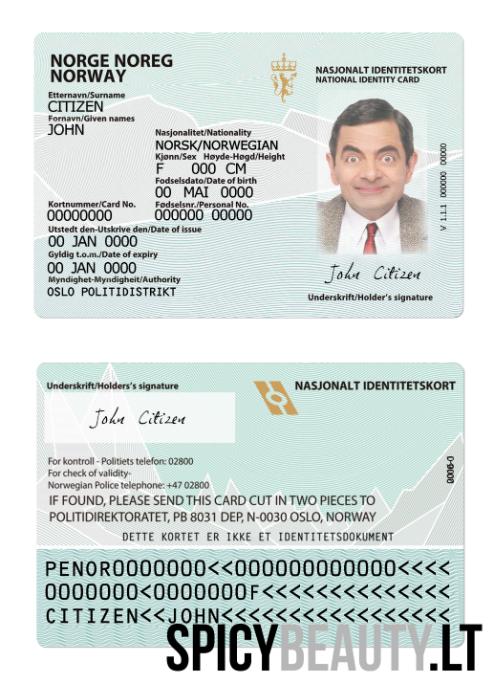 NORGE NOREG
NORWAY
NASJONALT IDENTITETSKORT
NATIONAL IDENTITY CARD
Etternavn/Surname
CITIZEN
Fornavn/Given names
JOHN
Nasjonalitet/Nationality
NORSK/NORWEGIAN
Kjønn/Sex Høyde-Høgd/Height
F 000 CM
Fodselsdato/Date of birth
00 MAI 0000
Kortnummer/Card No. Fødselsnr./Personal No.
00000000 000000 00000
Utstedt den-Utskrive den/Date of issue
00 JAN 0000
Gyldig t.o.m./Date of expiry
00 JAN 0000
Myndighet-Myndigheit/Authority
OSLO POLITIDISTRIKT
V 1.1.1 000000 00000
John Citizen
Underskrift/Holder's signature
Underskrift/Holders's signature
NASJONALT IDENTITETSKORT
John Citizen
For kontroll - Politiets telefon: 02800
For check of validity-
Norwegian Police telephone: +47 02800
IF FOUND, PLEASE SEND THIS CARD CUT IN TWO PIECES TO
POLITIDIREKTORATET, PB 8031 DEP, N-0030 OSLO, NORWAY
DETTE KORTET ER IKKE ET IDENTITETSDOKUMENT
PENOR0000000<<0000000000000<<<<
0000000<0000000F<<<<<<<<<<<<<<<
CITIZEN<<JOHN<<<<<<<<<<<<<<<<<<
SPICYBEAUTY.LT